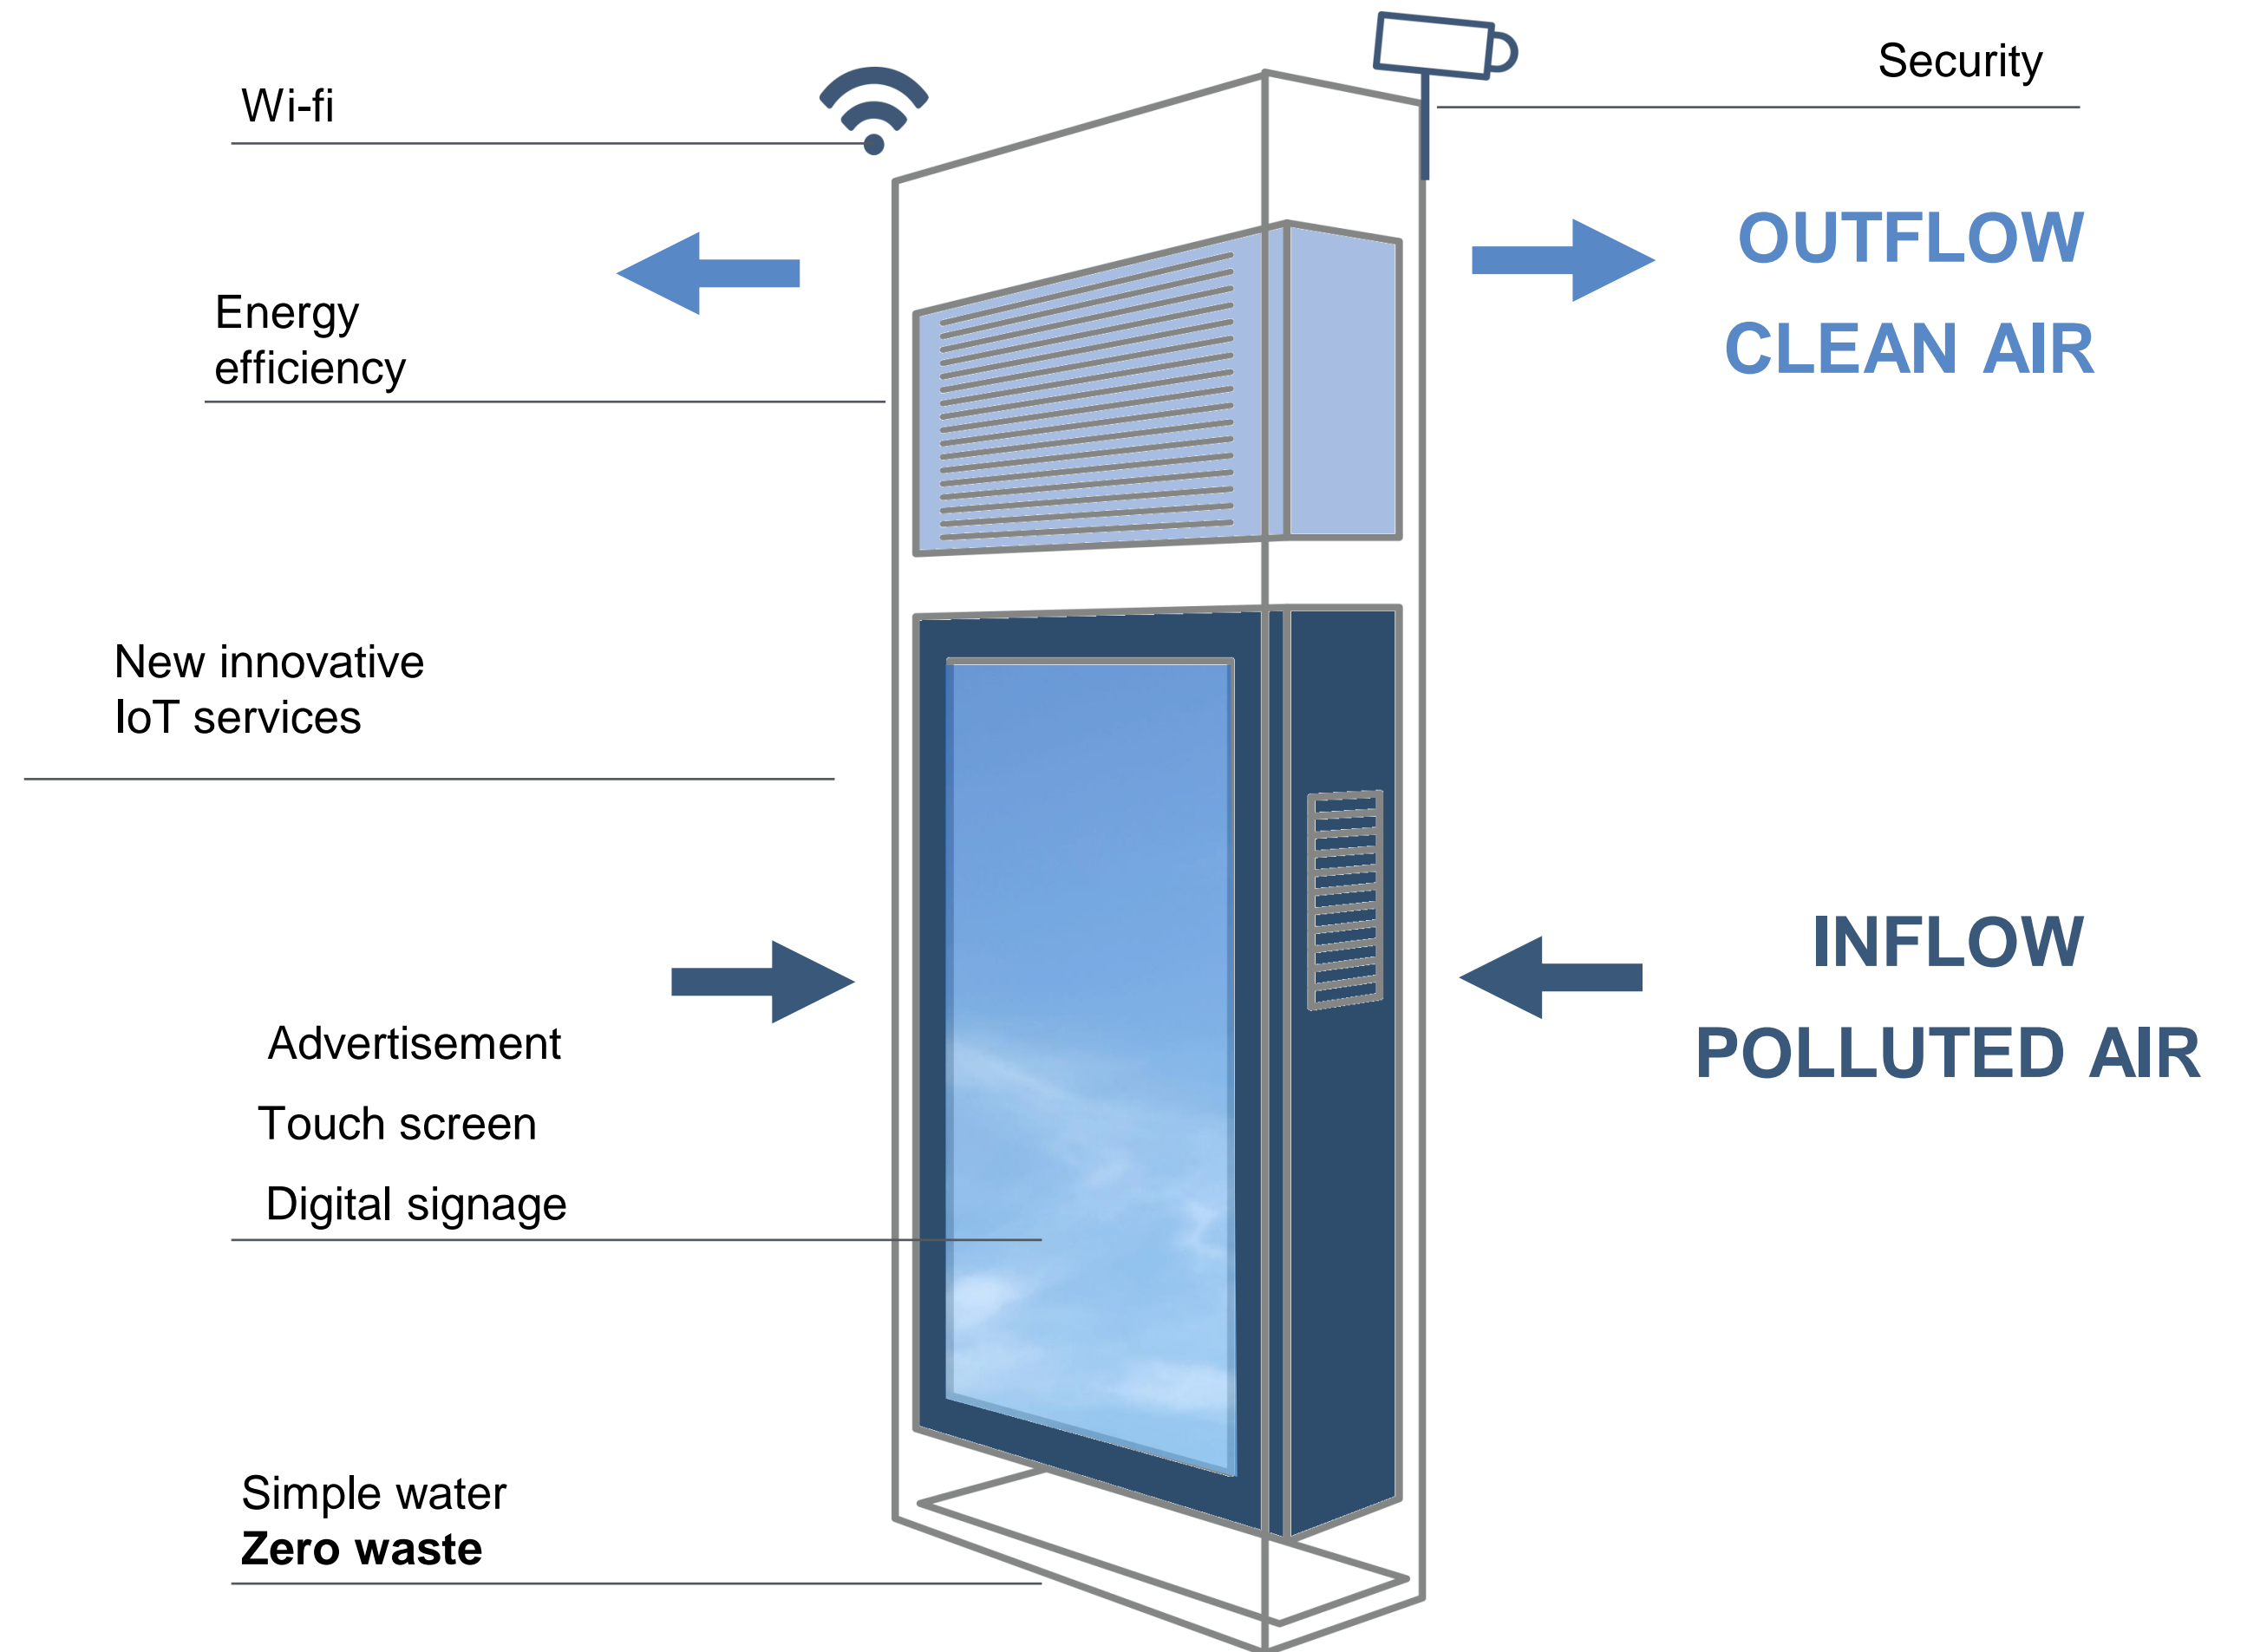 Wi-fi
Security
OUTFLOW
CLEAN AIR
Energy
efficiency
New innovative
IoT services
INFLOW
POLLUTED AIR
Advertisement
Touch screen
Digital signage
Simple water
Zero waste